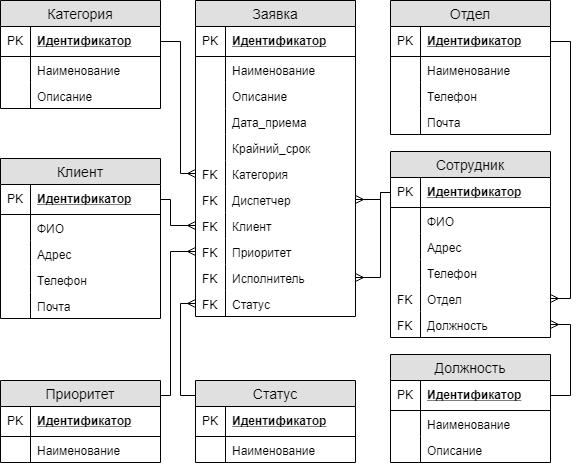 Категория
PK Идентификатор
Наименование
Описание
Заявка
PK Идентификатор
Наименование
Описание
Дата_приема
Крайний_срок
FK Категория
FK Диспетчер
FK Клиент
FK Приоритет
FK Исполнитель
FK Статус
Отдел
PK Идентификатор
Наименование
Телефон
Почта
Клиент
PK Идентификатор
ФИО
Адрес
Телефон
Почта
Сотрудник
PK Идентификатор
ФИО
Адрес
Телефон
FK Отдел
FK Должность
Приоритет
PK Идентификатор
Наименование
Статус
PK Идентификатор
Наименование
Должность
PK Идентификатор
Наименование
Описание